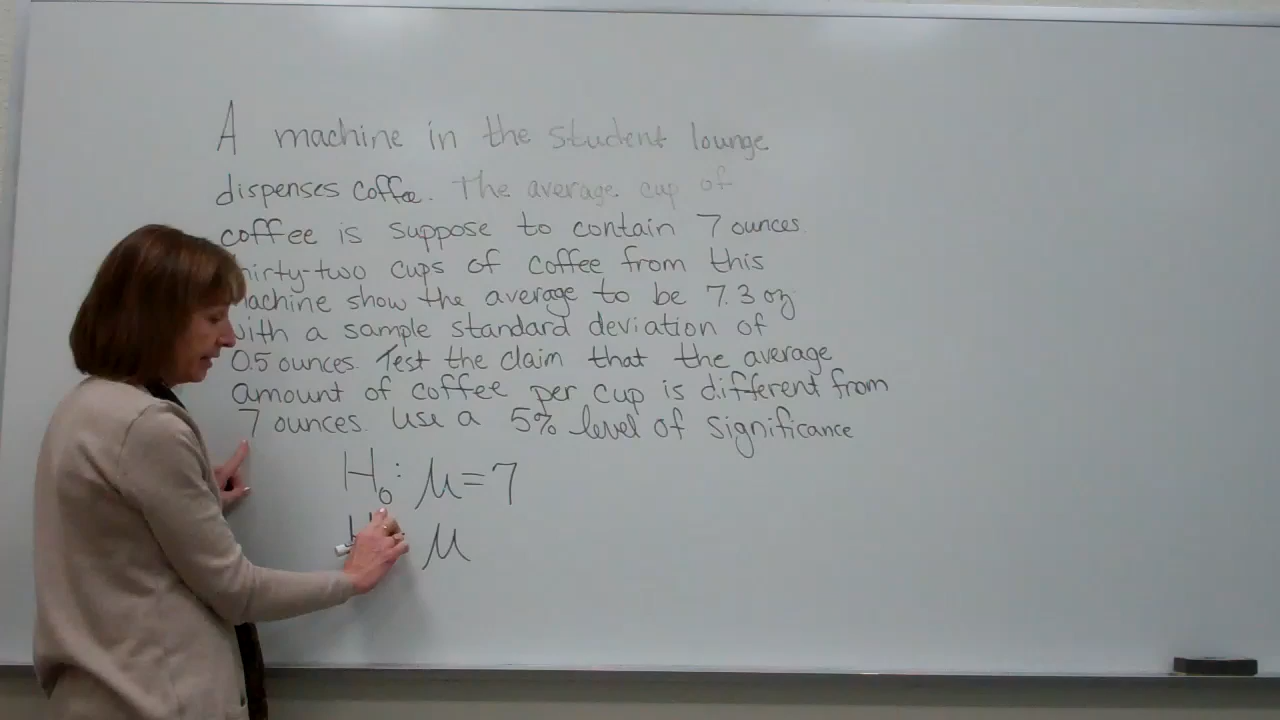 A machine in the student lounge
dispenses coffee. The average cup of
coffee is suppose to contain 7 ounces.
hirty-two cups of coffee from this
achine show the average to be 7.3 oz
with a sample standard deviation of
0.5 ounces. Test the claim that the average
amount of coffee per cup is different from
7 ounces. Use a 5% level of significance
H₀: μ = 7
μ